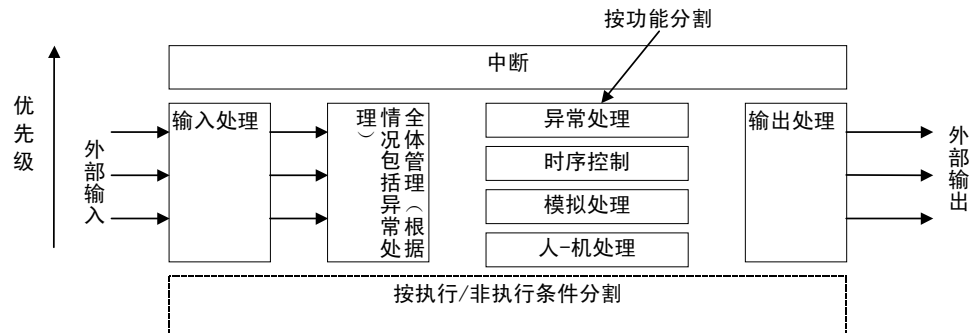 按功能分割
中断
优先级
外部输入
输入处理
全体管理（根据
情况包括异常处
理）
异常处理
时序控制
模拟处理
人-机处理
输出处理
外部输出
按执行/非执行条件分割